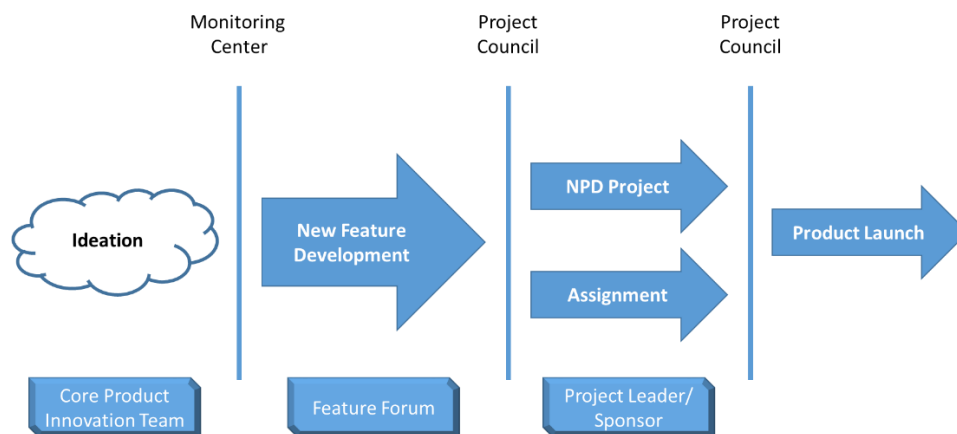 Monitoring
Center
Project
Council
Project
Council
Ideation
New Feature
Development
NPD Project
Assignment
Product Launch
Core Product
Innovation Team
Feature Forum
Project Leader/
Sponsor